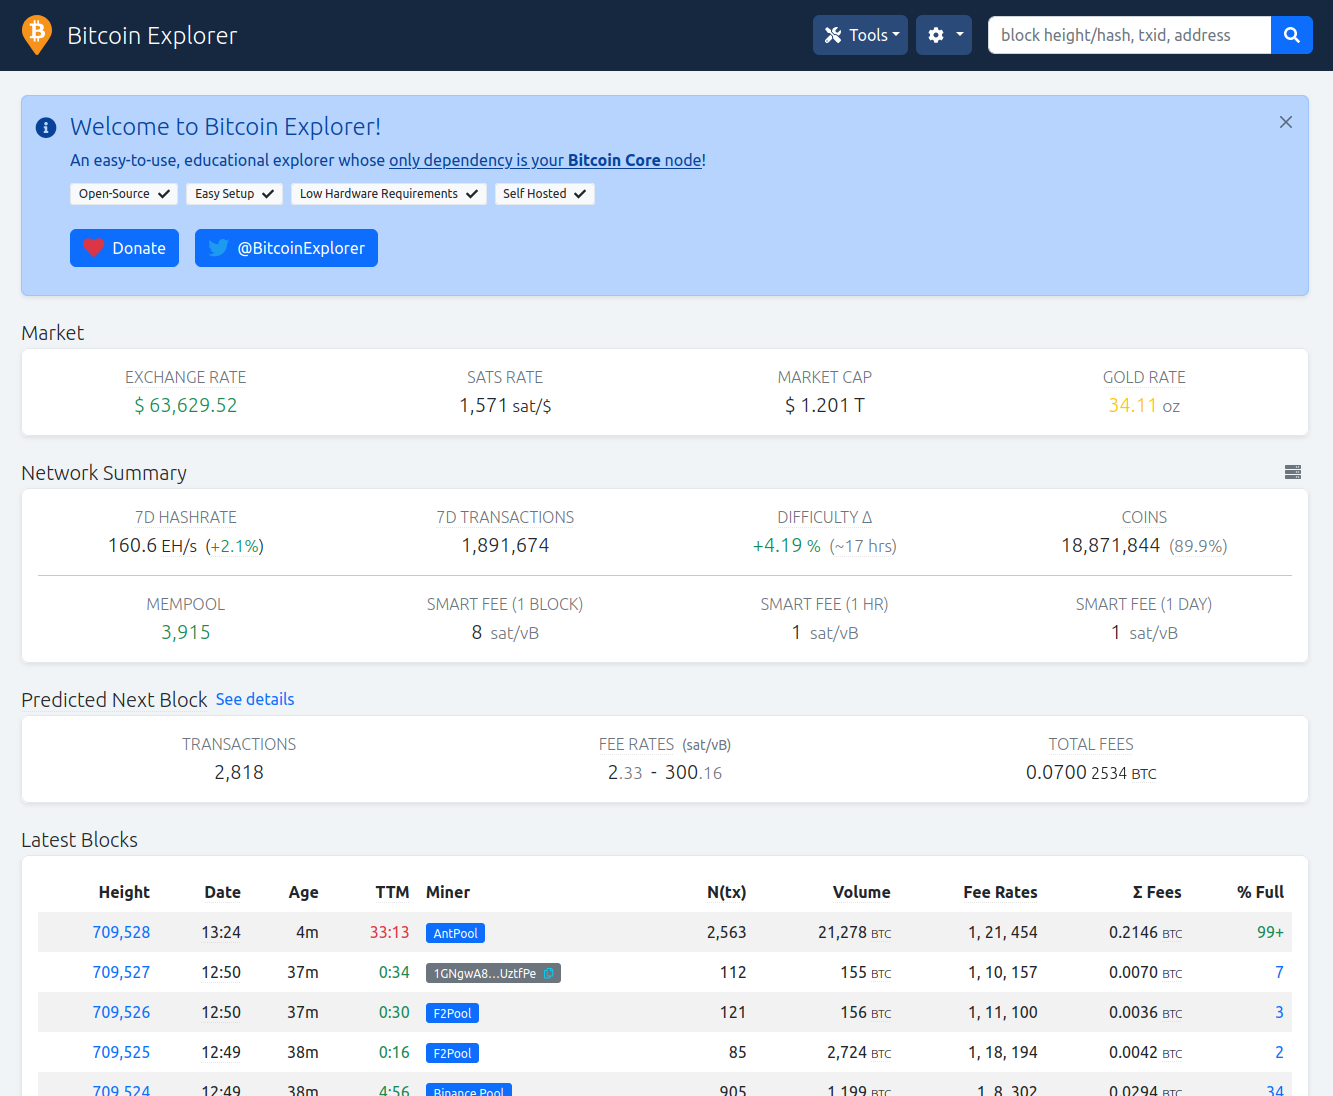 Bitcoin Explorer
Tools
block height/hash, txid, address
Welcome to Bitcoin Explorer!
An easy-to-use, educational explorer whose only dependency is your Bitcoin Core node!
Open-Source Easy Setup Low Hardware Requirements Self Hosted
Donate @BitcoinExplorer
Market
EXCHANGE RATE SATS RATE MARKET CAP GOLD RATE
$ 63,629.52 1,571 sat/$ $ 1.201 T 34.11 oz
Network Summary
7D HASHRATE 7D TRANSACTIONS DIFFICULTY Δ COINS
160.6 EH/s (+2.1%) 1,891,674 +4.19 % (~17 hrs) 18,871,844 (89.9%)
MEMPOOL SMART FEE (1 BLOCK) SMART FEE (1 HR) SMART FEE (1 DAY)
3,915 8 sat/vB 1 sat/vB 1 sat/vB
Predicted Next Block See details
TRANSACTIONS FEE RATES (sat/vB) TOTAL FEES
2,818 2.33 - 300.16 0.0700 2534 BTC
Latest Blocks
Height Date Age TTM Miner N(tx) Volume Fee Rates Σ Fees % Full
709,528 13:24 4m 33:13 AntPool 2,563 21,278 BTC 1, 21, 454 0.2146 BTC 99+
709,527 12:50 37m 0:34 1GNgwA8...UztfPe 112 155 BTC 1, 10, 157 0.0070 BTC 7
709,526 12:50 37m 0:30 F2Pool 121 156 BTC 1, 11, 100 0.0036 BTC 3
709,525 12:49 38m 0:16 F2Pool 85 2,724 BTC 1, 18, 194 0.0042 BTC 2
709,524 12:49 38m 4:56 Binance Pool 905 1,199 BTC 1, 8, 302 0.0294 BTC 34